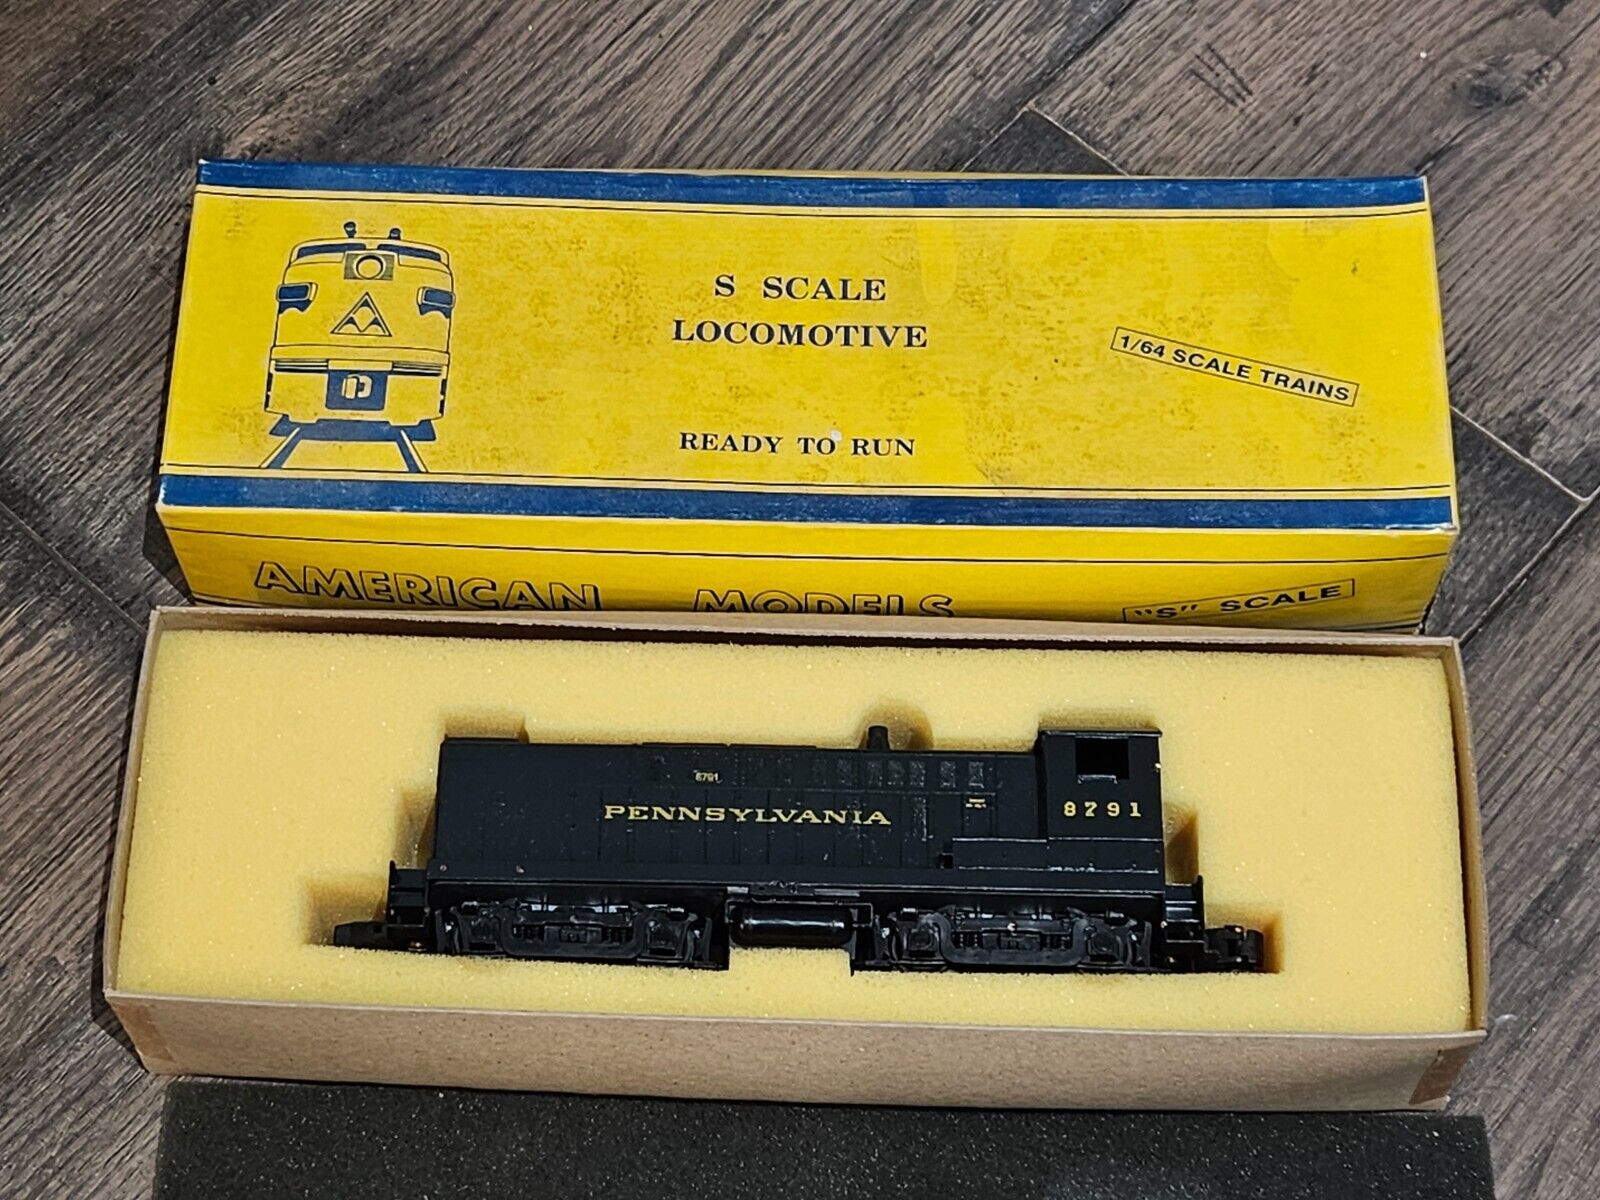 S SCALE
LOCOMOTIVE
1/64 SCALE TRAINS
READY TO RUN
AMERICAN MODELS
"S" SCALE
8791
PENNSYLVANIA
8791